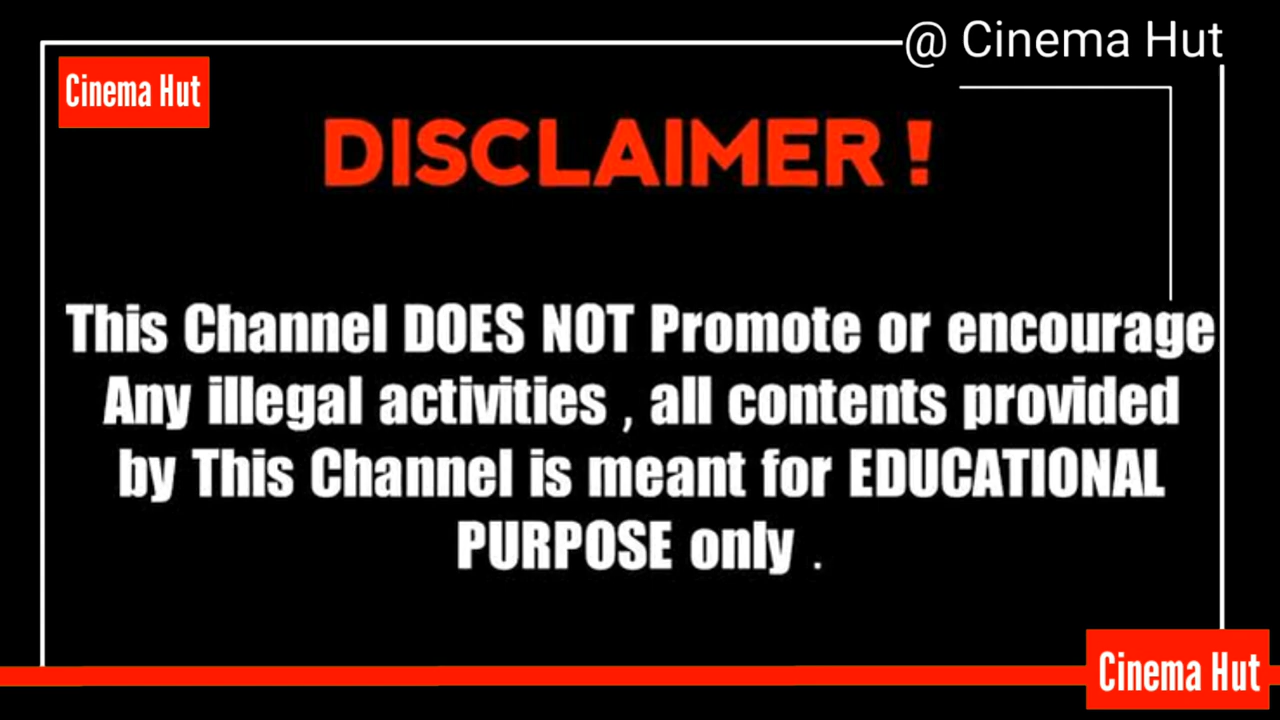 @ Cinema Hut
Cinema Hut
DISCLAIMER !
This Channel DOES NOT Promote or encourage
Any illegal activities , all contents provided
by This Channel is meant for EDUCATIONAL
PURPOSE only .
Cinema Hut